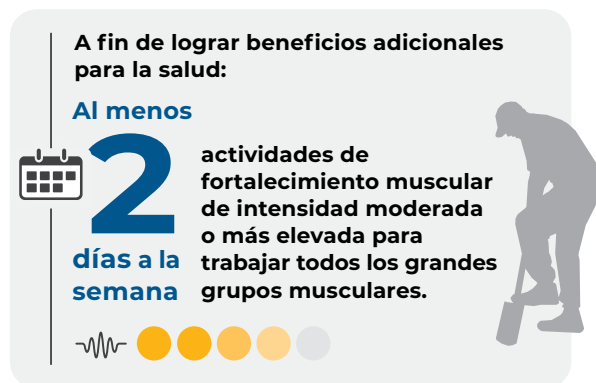 A fin de lograr beneficios adicionales
para la salud:
Al menos
2
días a la
semana
actividades de
fortalecimiento muscular
de intensidad moderada
o más elevada para
trabajar todos los grandes
grupos musculares.